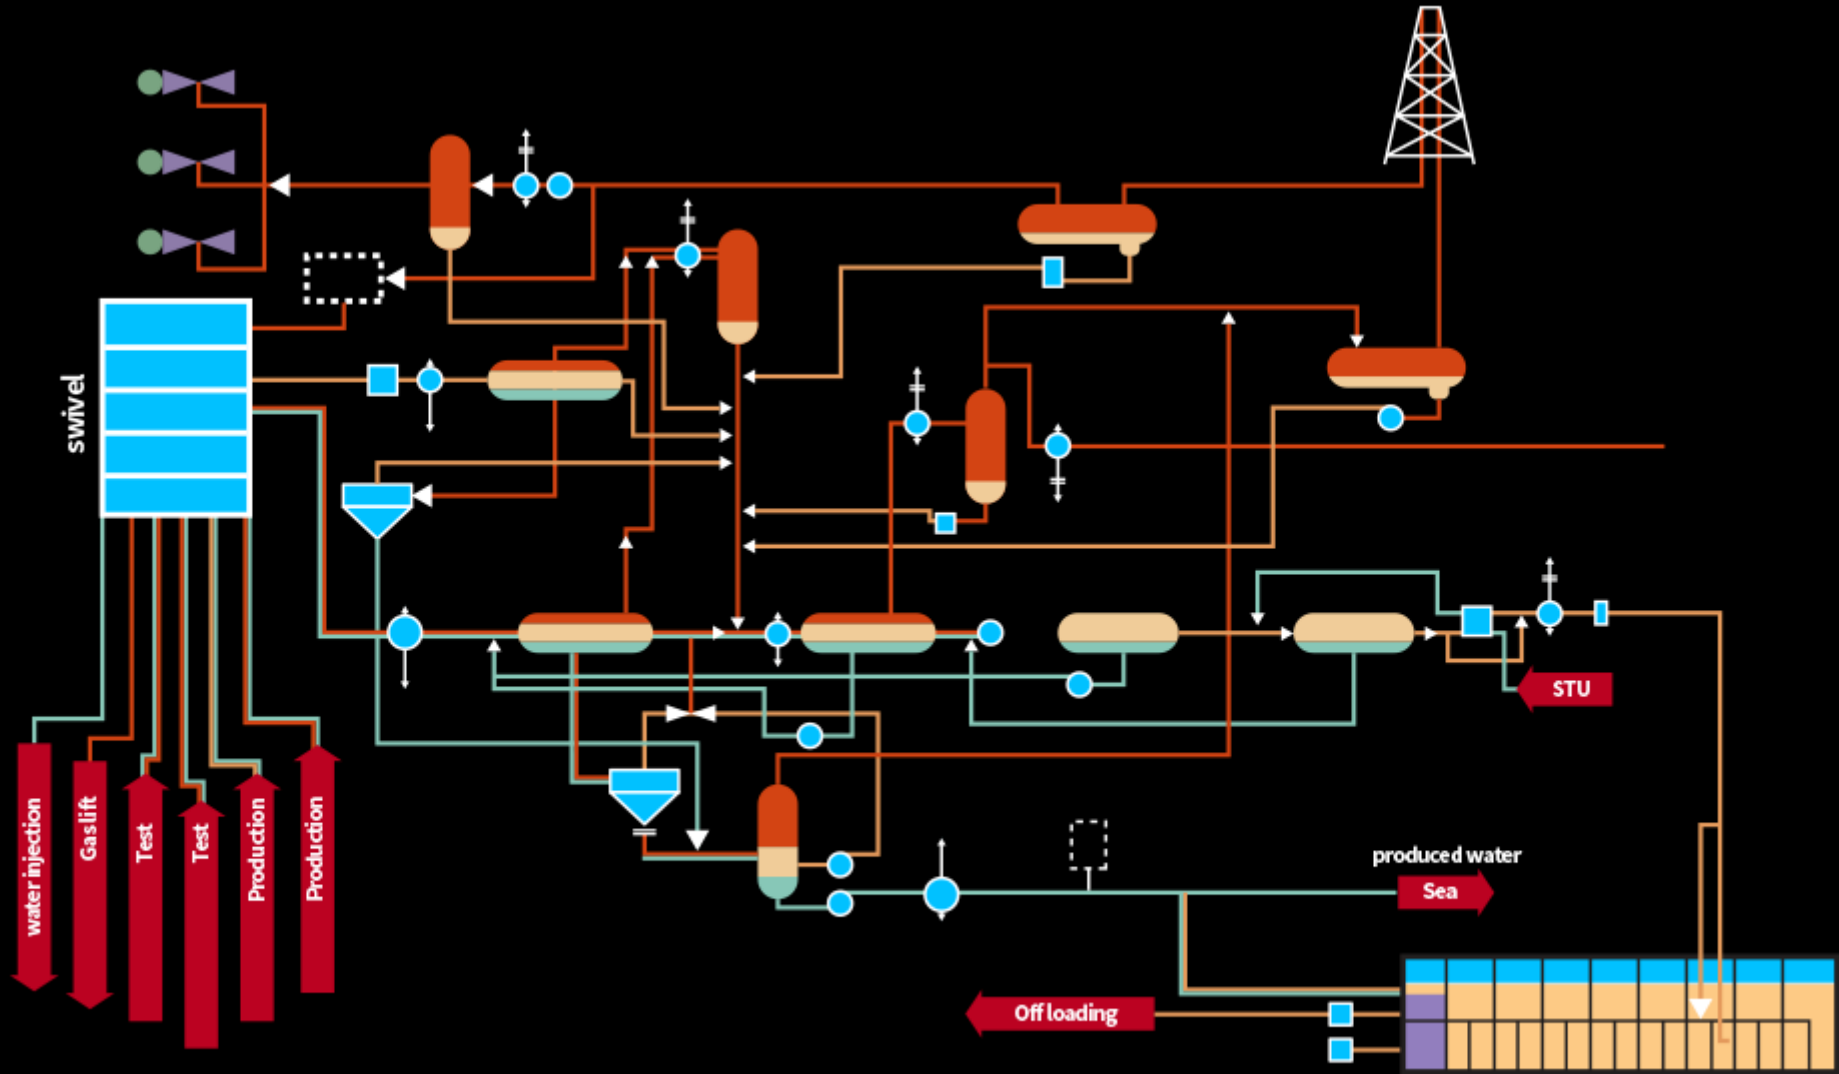 swivel
STU
water injection
Gaslift
Test
Test
Production
Production
produced water
Sea
Off loading